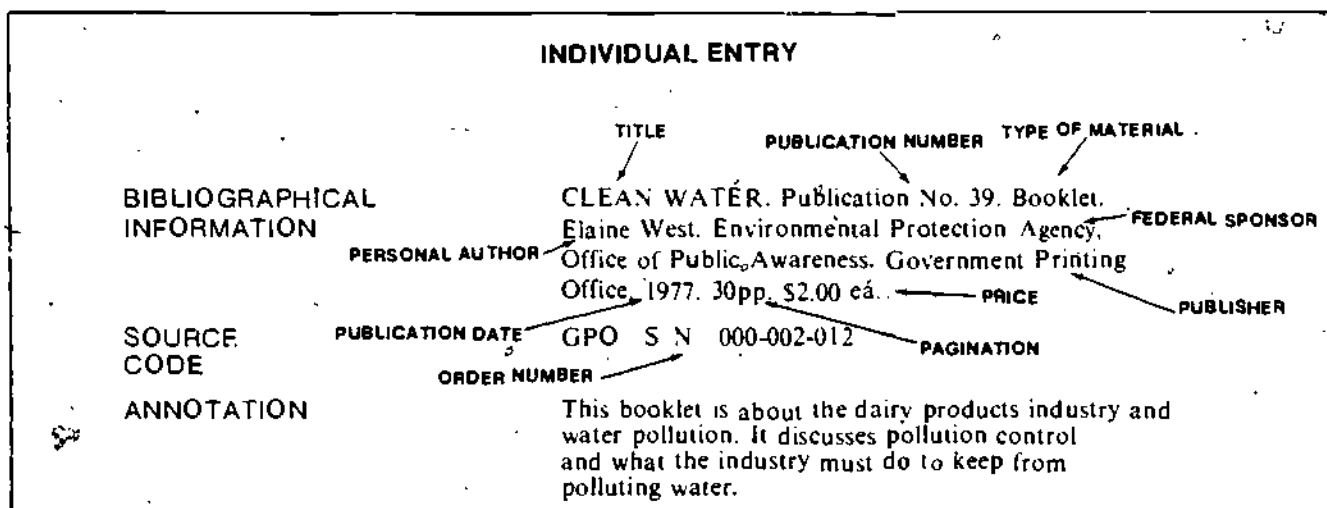 INDIVIDUAL ENTRY
TITLE
PUBLICATION NUMBER
TYPE OF MATERIAL
BIBLIOGRAPHICAL INFORMATION
CLEAN WATER. Publication No. 39. Booklet.
Elaine West. Environmental Protection Agency,
FEDERAL SPONSOR
PERSONAL AUTHOR
Office of Public Awareness. Government Printing
Office, 1977. 30pp. $2.00 ea.
PRICE
PUBLISHER
PUBLICATION DATE
SOURCE CODE
GPO S N 000-002-012
PAGINATION
ORDER NUMBER
ANNOTATION
This booklet is about the dairy products industry and
water pollution. It discusses pollution control
and what the industry must do to keep from
polluting water.